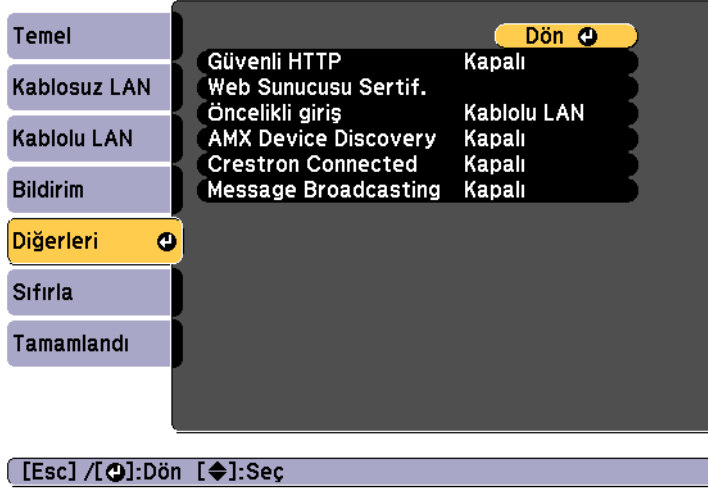 Temel
Kablosuz LAN
Kablolu LAN
Bildirim
Diğerleri
Sıfırla
Tamamlandı
Dön
Güvenli HTTP Kapalı
Web Sunucusu Sertif.
Öncelikli giriş Kablolu LAN
AMX Device Discovery Kapalı
Crestron Connected Kapalı
Message Broadcasting Kapalı
[Esc] /[⏎]:Dön [◆]:Seç